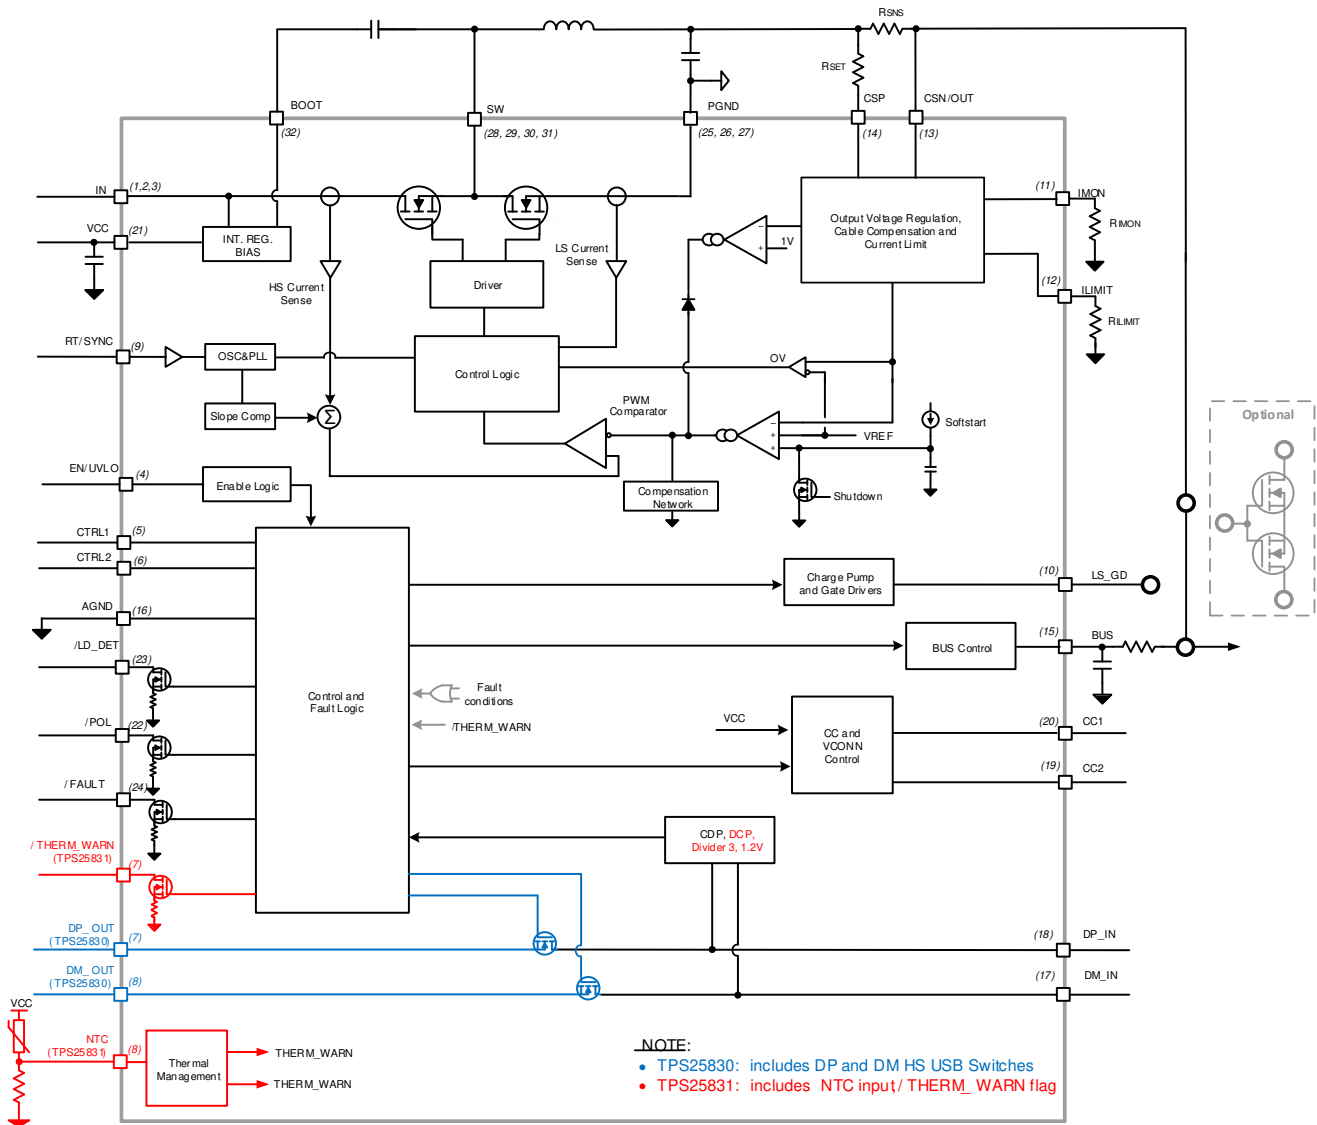 RSNS
RSET
BOOT
SW
PGND
CSP
CSN/OUT
(32)
(28, 29, 30, 31)
(25, 26, 27)
(14)
(13)
IN
(1,2,3)
(11)
IMON
RIMON
VCC
(21)
INT. REG.
BIAS
LS Current
Sense
1V
Output Voltage Regulation,
Cable Compensation and
Current Limit
HS Current
Sense
Driver
(12)
ILIMIT
RILIMIT
RT/SYNC
(9)
OSC&PLL
Control Logic
OV
Slope Comp
Σ
PWM
Comparator
VREF
Softstart
Optional
EN/UVLO
(4)
Enable Logic
Compensation
Network
Shutdown
CTRL1
(5)
CTRL2
(6)
Charge Pump
and Gate Drivers
(10)
LS_GD
AGND
(16)
/LD_DET
(23)
BUS Control
(15)
BUS
Control and
Fault Logic
Fault
conditions
/THERM_WARN
/POL
(22)
VCC
CC and
VCONN
Control
(20)
CC1
(19)
CC2
/FAULT
(24)
CDP, DCP,
Divider 3, 1.2V
/ THERM_WARN
(TPS25831)
(7)
DP_OUT
(TPS25830)
(7)
(18)
DP_IN
DM_OUT
(TPS25830)
(8)
(17)
DM_IN
VCC
NTC
(TPS25831)
(8)
Thermal
Management
THERM_WARN
THERM_WARN
NOTE:
• TPS25830: includes DP and DM HS USB Switches
• TPS25831: includes NTC input / THERM_WARN flag